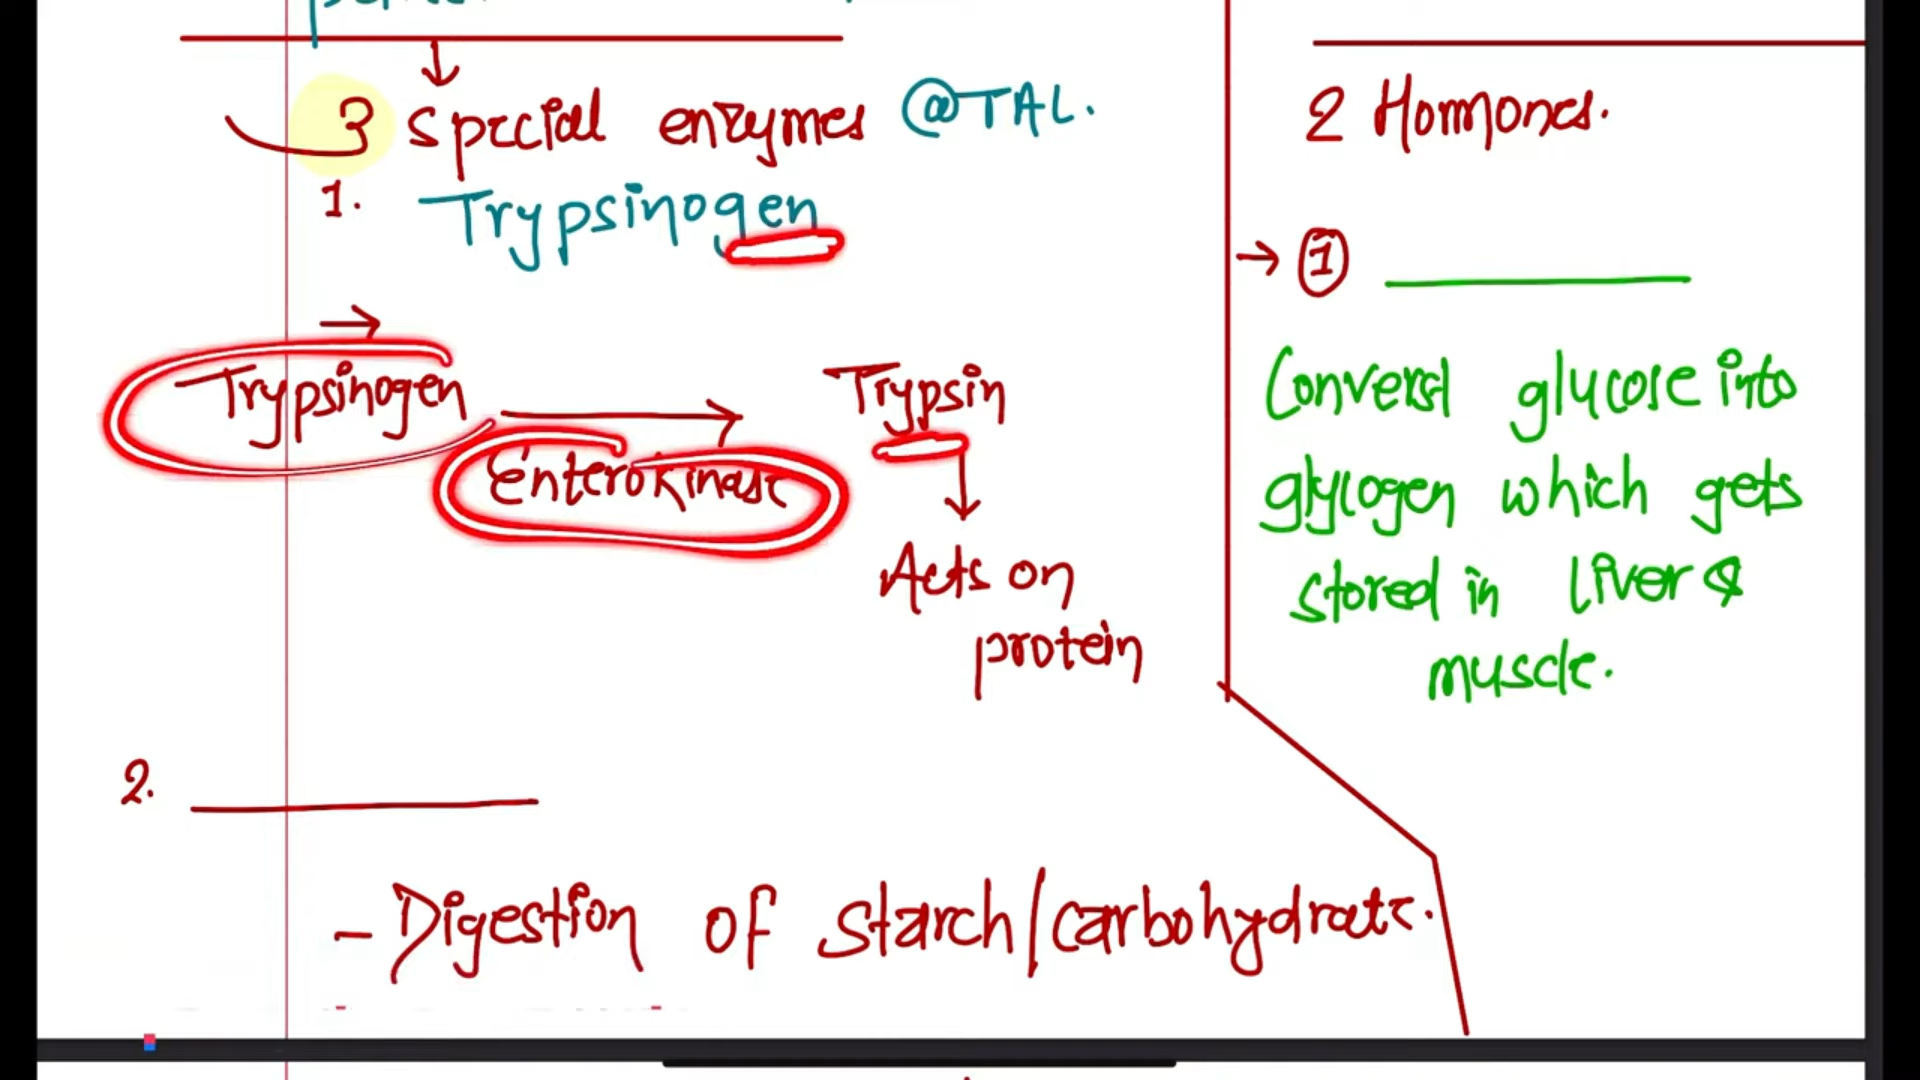 3 special enzymes @TAL.
1. Trypsinogen
Trypsinogen → Trypsin
Enterokinase
Acts on
protein
2.
- Digestion of starch/carbohydrate.
2 Hormones.
→ 1
Conversl glucose into
glycogen which gets
stored in liver &
muscle.